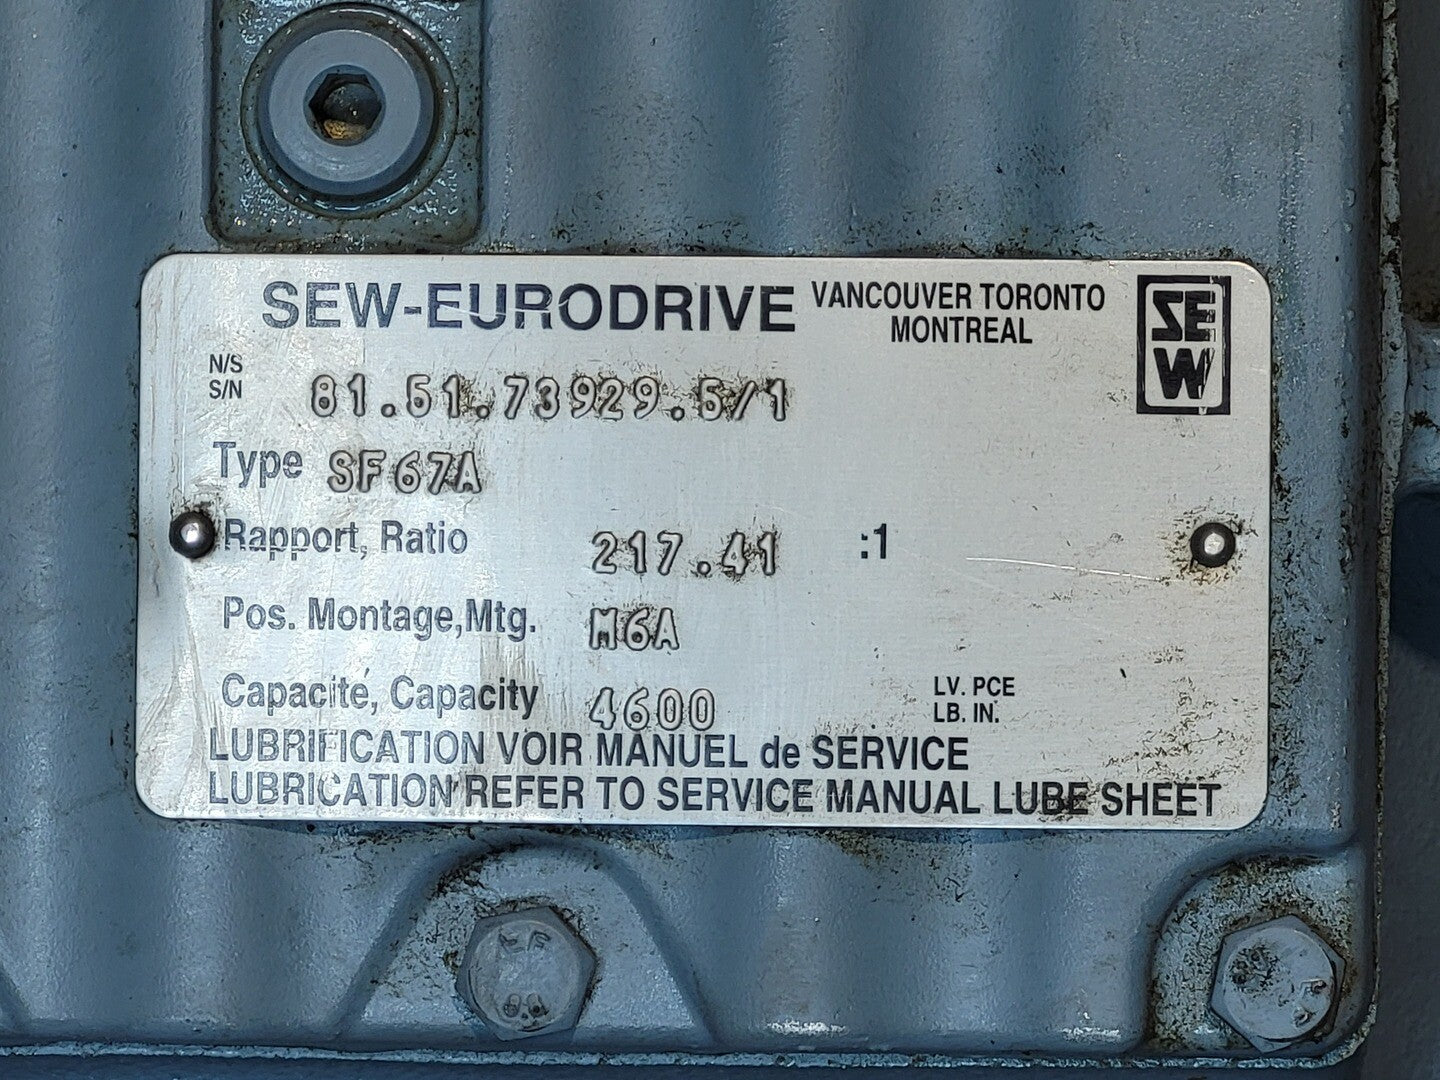 SEW-EURODRIVE VANCOUVER TORONTO
MONTREAL
SEW
N/S
S/N 81.51.73929.5/1
Type SF67A
Rapport, Ratio 217.41 :1
Pos. Montage,Mtg. M6A
Capacité, Capacity 4600 LV. PCE
LB. IN.
LUBRIFICATION VOIR MANUEL de SERVICE
LUBRICATION REFER TO SERVICE MANUAL LUBE SHEET